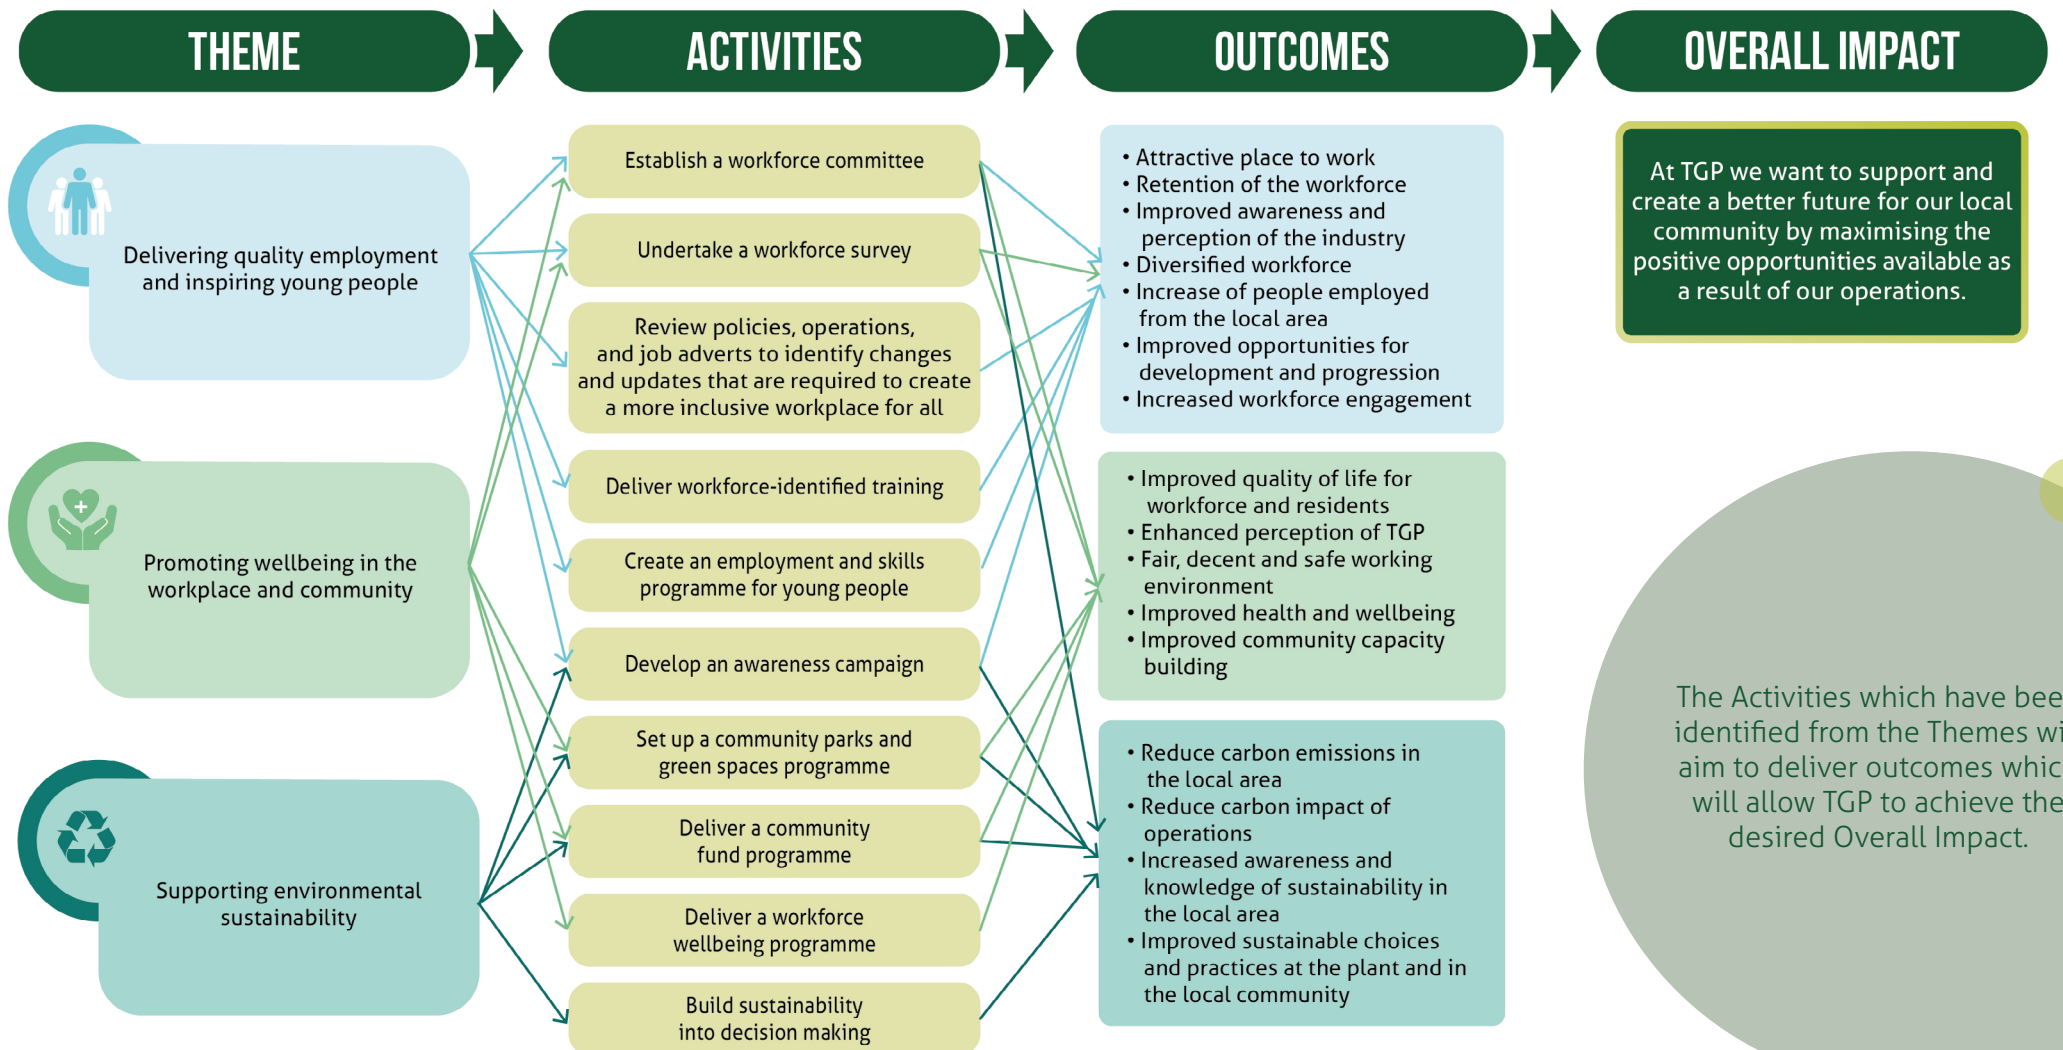 THEME
ACTIVITIES
OUTCOMES
OVERALL IMPACT
Delivering quality employment
and inspiring young people
Promoting wellbeing in the
workplace and community
Supporting environmental
sustainability
Establish a workforce committee
Undertake a workforce survey
Review policies, operations,
and job adverts to identify changes
and updates that are required to create
a more inclusive workplace for all
Deliver workforce-identified training
Create an employment and skills
programme for young people
Develop an awareness campaign
Set up a community parks and
green spaces programme
Deliver a community
fund programme
Deliver a workforce
wellbeing programme
Build sustainability
into decision making
• Attractive place to work
• Retention of the workforce
• Improved awareness and
perception of the industry
• Diversified workforce
• Increase of people employed
from the local area
• Improved opportunities for
development and progression
• Increased workforce engagement
• Improved quality of life for
workforce and residents
• Enhanced perception of TGP
• Fair, decent and safe working
environment
• Improved health and wellbeing
• Improved community capacity
building
• Reduce carbon emissions in
the local area
• Reduce carbon impact of
operations
• Increased awareness and
knowledge of sustainability in
the local area
• Improved sustainable choices
and practices at the plant and in
the local community
At TGP we want to support and
create a better future for our local
community by maximising the
positive opportunities available as
a result of our operations.
The Activities which have
identified from the Themes
aim to deliver outcomes
will allow TGP to achieve
desired Overall Impact.